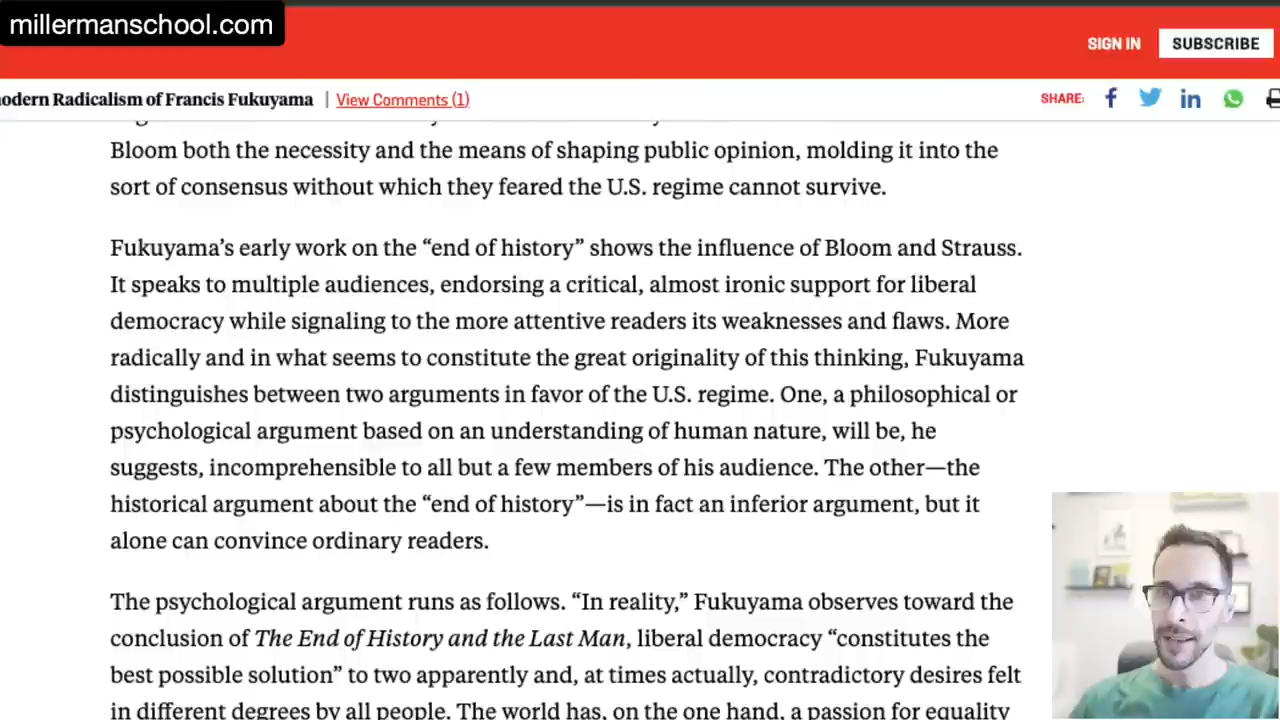 millermanschool.com
SIGN IN
SUBSCRIBE
odern Radicalism of Francis Fukuyama | View Comments (1)
SHARE:
Bloom both the necessity and the means of shaping public opinion, molding it into the
sort of consensus without which they feared the U.S. regime cannot survive.
Fukuyama’s early work on the “end of history” shows the influence of Bloom and Strauss.
It speaks to multiple audiences, endorsing a critical, almost ironic support for liberal
democracy while signaling to the more attentive readers its weaknesses and flaws. More
radically and in what seems to constitute the great originality of this thinking, Fukuyama
distinguishes between two arguments in favor of the U.S. regime. One, a philosophical or
psychological argument based on an understanding of human nature, will be, he
suggests, incomprehensible to all but a few members of his audience. The other—the
historical argument about the “end of history”—is in fact an inferior argument, but it
alone can convince ordinary readers.
The psychological argument runs as follows. “In reality,” Fukuyama observes toward the
conclusion of The End of History and the Last Man, liberal democracy “constitutes the
best possible solution” to two apparently and, at times actually, contradictory desires felt
in different degrees by all people. The world has, on the one hand, a passion for equality